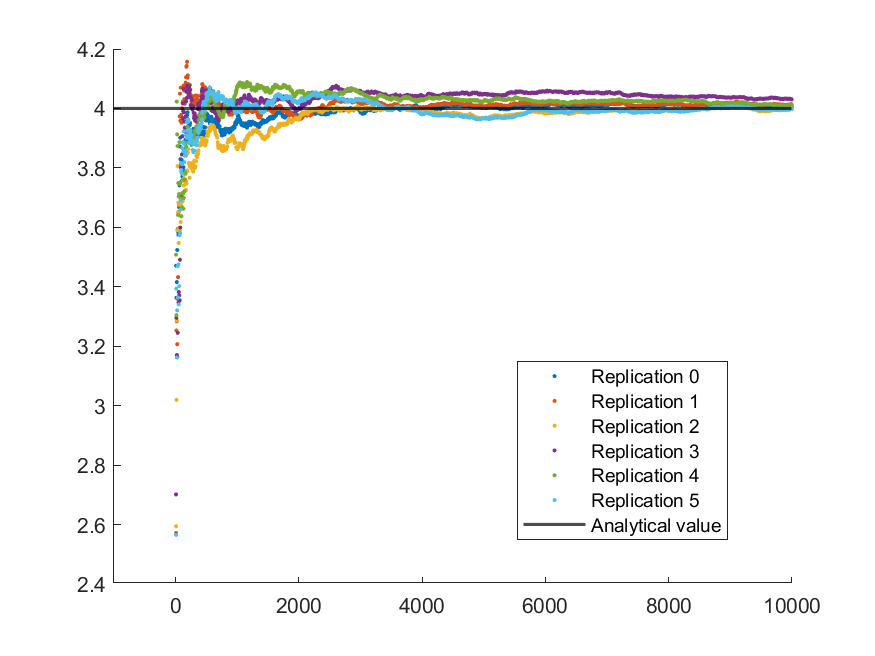 4.2
4
3.8
3.6
3.4
3.2
3
2.8
2.6
2.4
0
2000
4000
6000
8000
10000
Replication 0
Replication 1
Replication 2
Replication 3
Replication 4
Replication 5
Analytical value